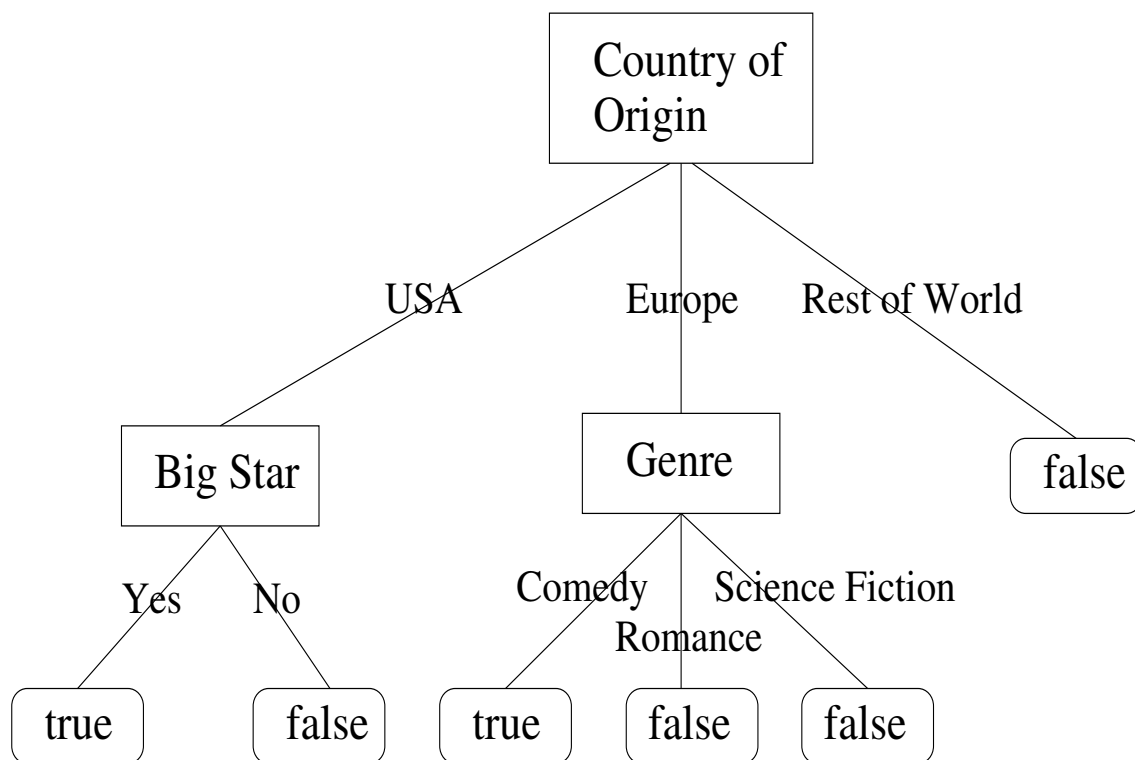 Country of
Origin
USA
Europe
Rest of World
Big Star
Genre
false
Yes
No
Comedy
Romance
Science Fiction
true
false
true
false
false